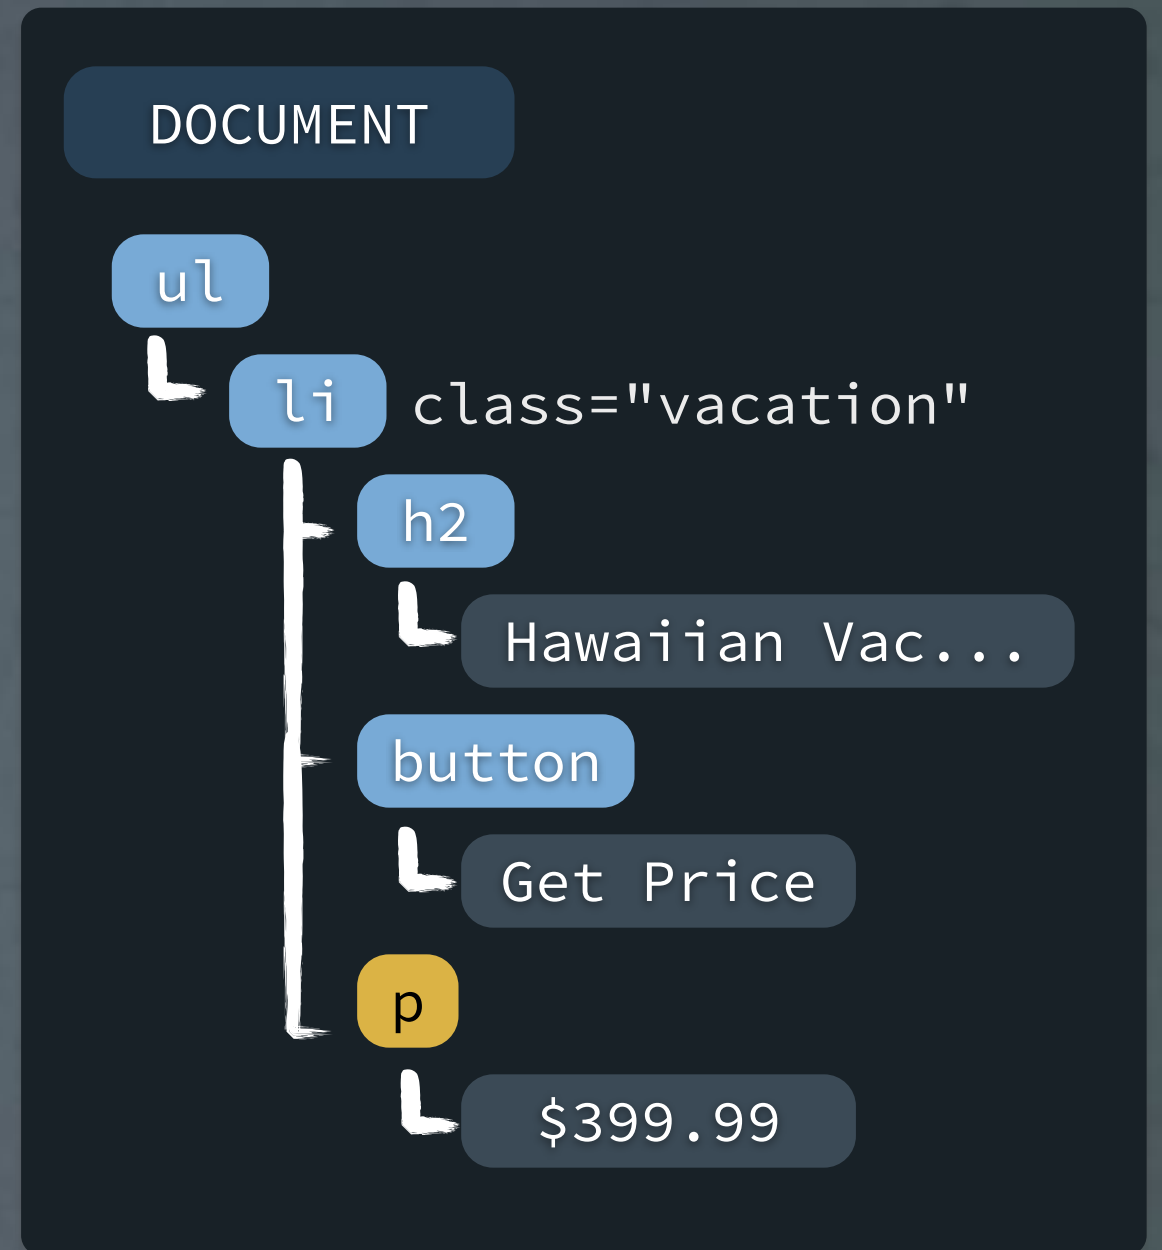 DOCUMENT
ul
li class="vacation"
h2
Hawaiian Vac...
button
Get Price
p
$399.99